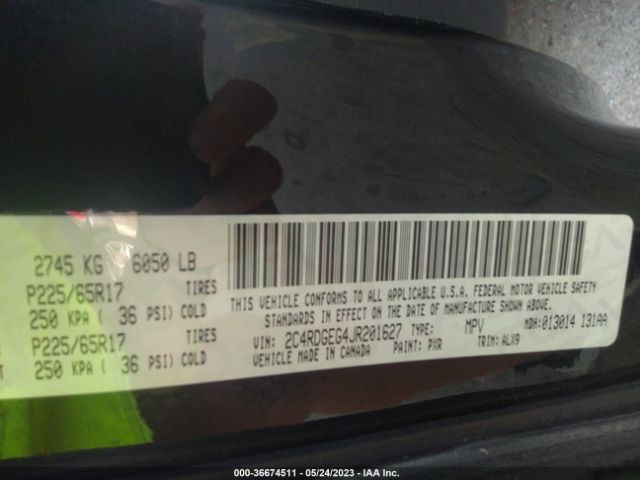 2745 KG 6050 LB
P225/65R17 TIRES
250 KPA ( 36 PSI) COLD
P225/65R17 TIRES
250 KPA ( 36 PSI) COLD
THIS VEHICLE CONFORMS TO ALL APPLICABLE U.S.A. FEDERAL MOTOR VEHICLE SAFETY
STANDARDS IN EFFECT ON THE DATE OF MANUFACTURE SHOWN ABOVE.
VIN: 2C4RDGEG4JR201627 TYPE: MPV MDH: 013014 131AA
VEHICLE MADE IN CANADA PAINT: PXR TRIM: ALX9
000-36674511 - 05/24/2023 - IAA Inc.